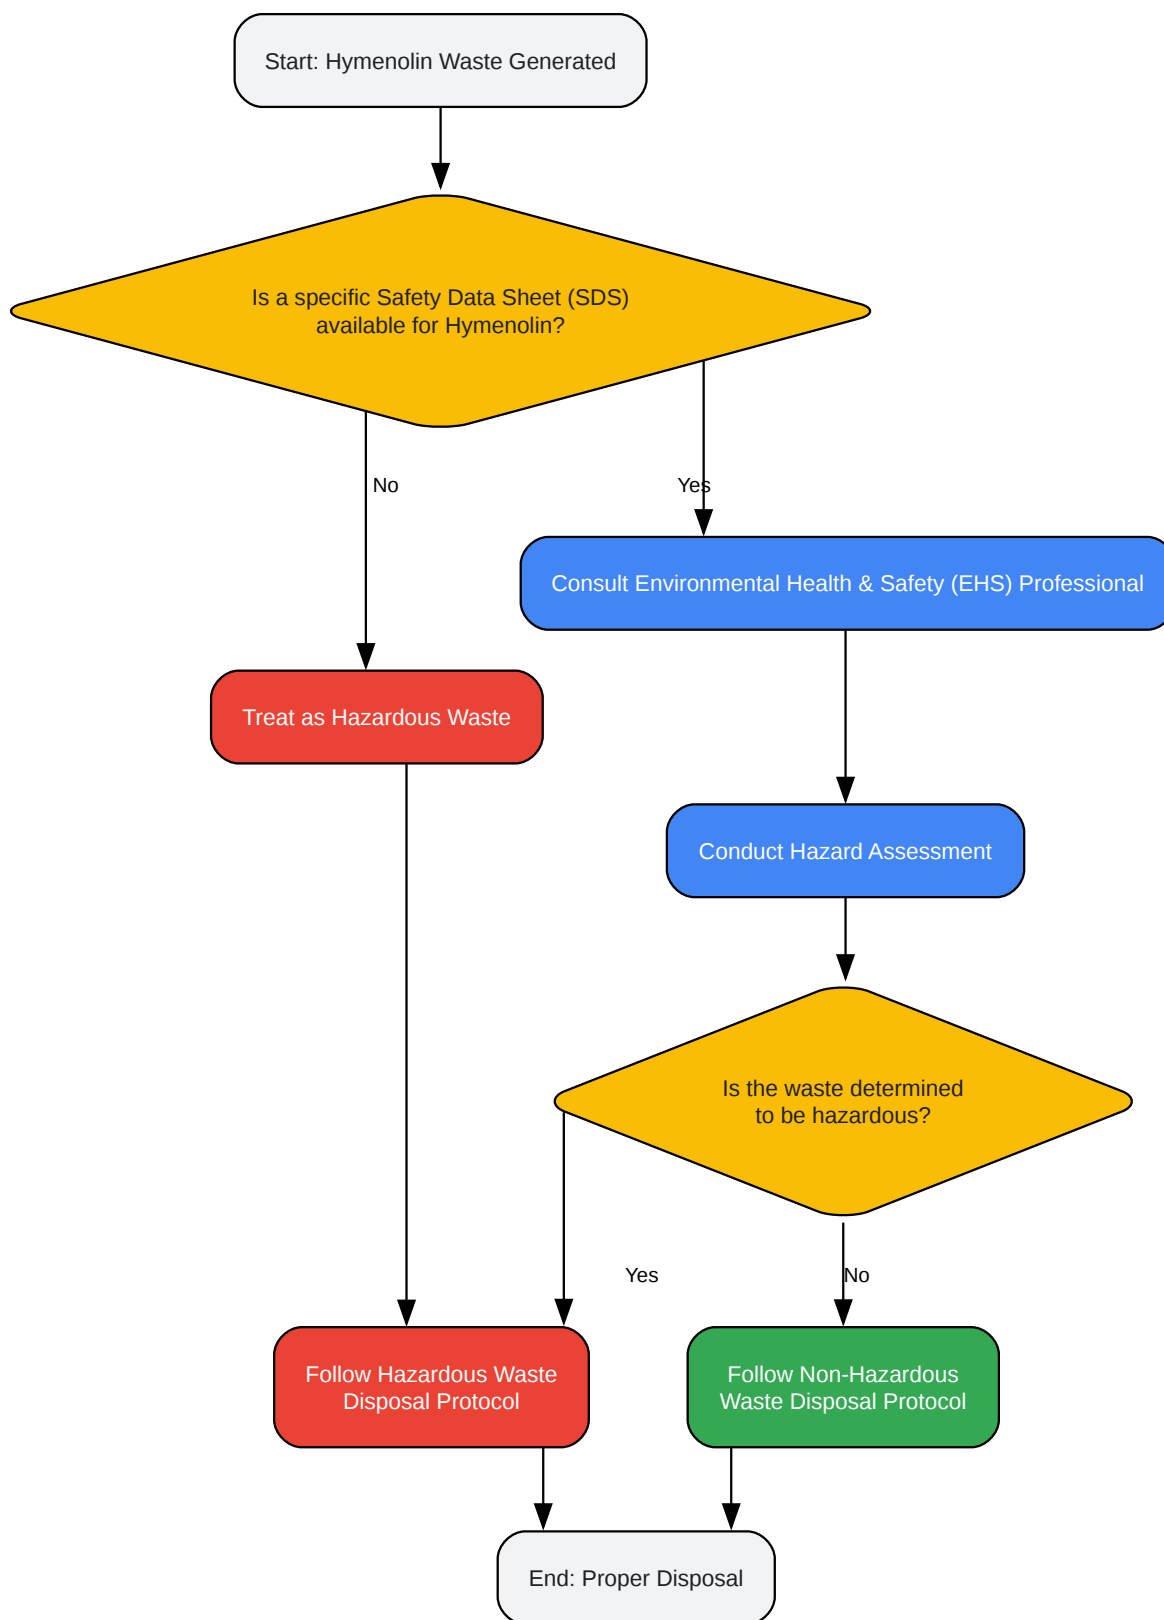 Start: Hymenolin Waste Generated
Is a specific Safety Data Sheet (SDS)
available for Hymenolin?
No
Yes
Consult Environmental Health & Safety (EHS) Professional
Treat as Hazardous Waste
Conduct Hazard Assessment
Is the waste determined
to be hazardous?
Yes
No
Follow Hazardous Waste
Disposal Protocol
Follow Non-Hazardous
Waste Disposal Protocol
End: Proper Disposal